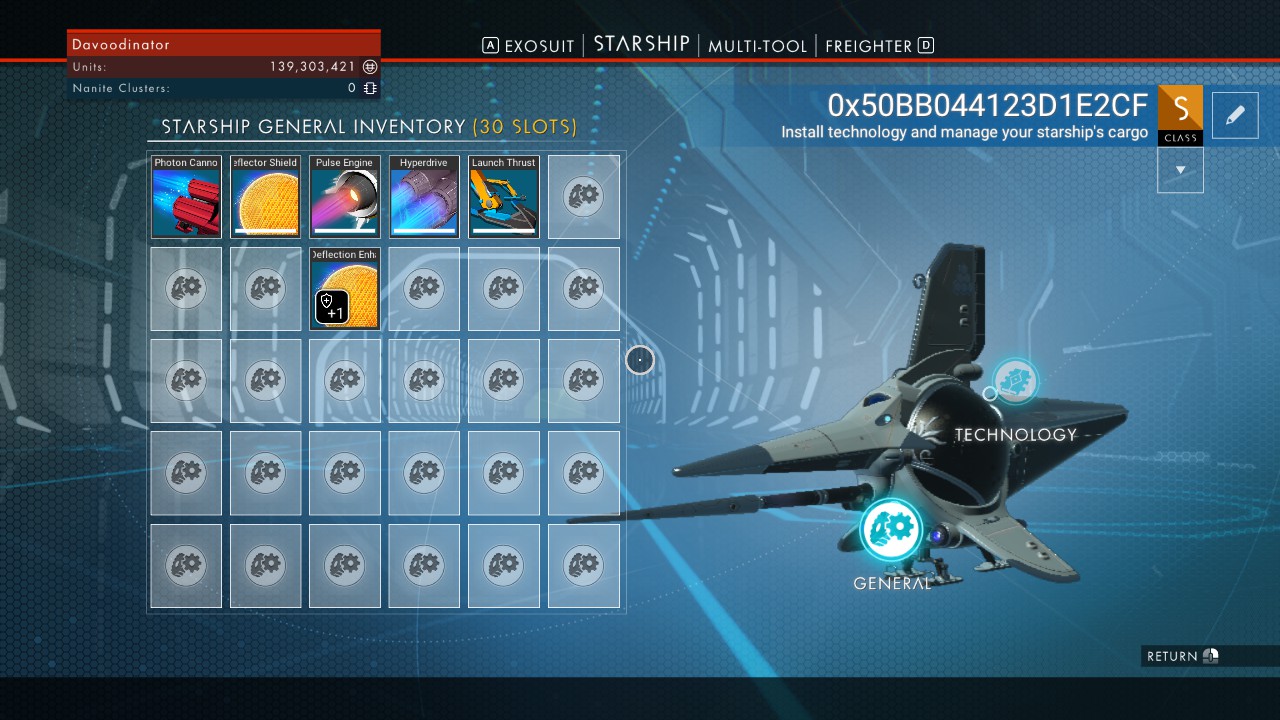 Davoodinator
Units: 139,303,421
Nanite Clusters: 0
A EXOSUIT STARSHIP MULTI-TOOL FREIGHTER D
0x50BB044123D1E2CF
Install technology and manage your starship's cargo
S
CLASS
STARSHIP GENERAL INVENTORY (30 SLOTS)
Photon Canno eflector Shield Pulse Engine Hyperdrive Launch Thrust
Deflection Enha
+1
TECHNOLOGY
GENERAL
RETURN